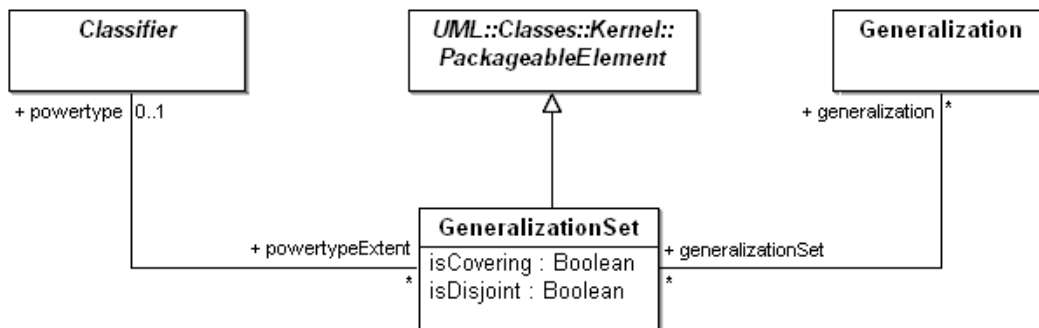 Classifier
UML::Classes::Kernel::
PackageableElement
Generalization
+ powertype
0..1
+ generalization
*
GeneralizationSet
+ powertypeExtent
*
isCovering : Boolean
isDisjoint : Boolean
+ generalizationSet
*